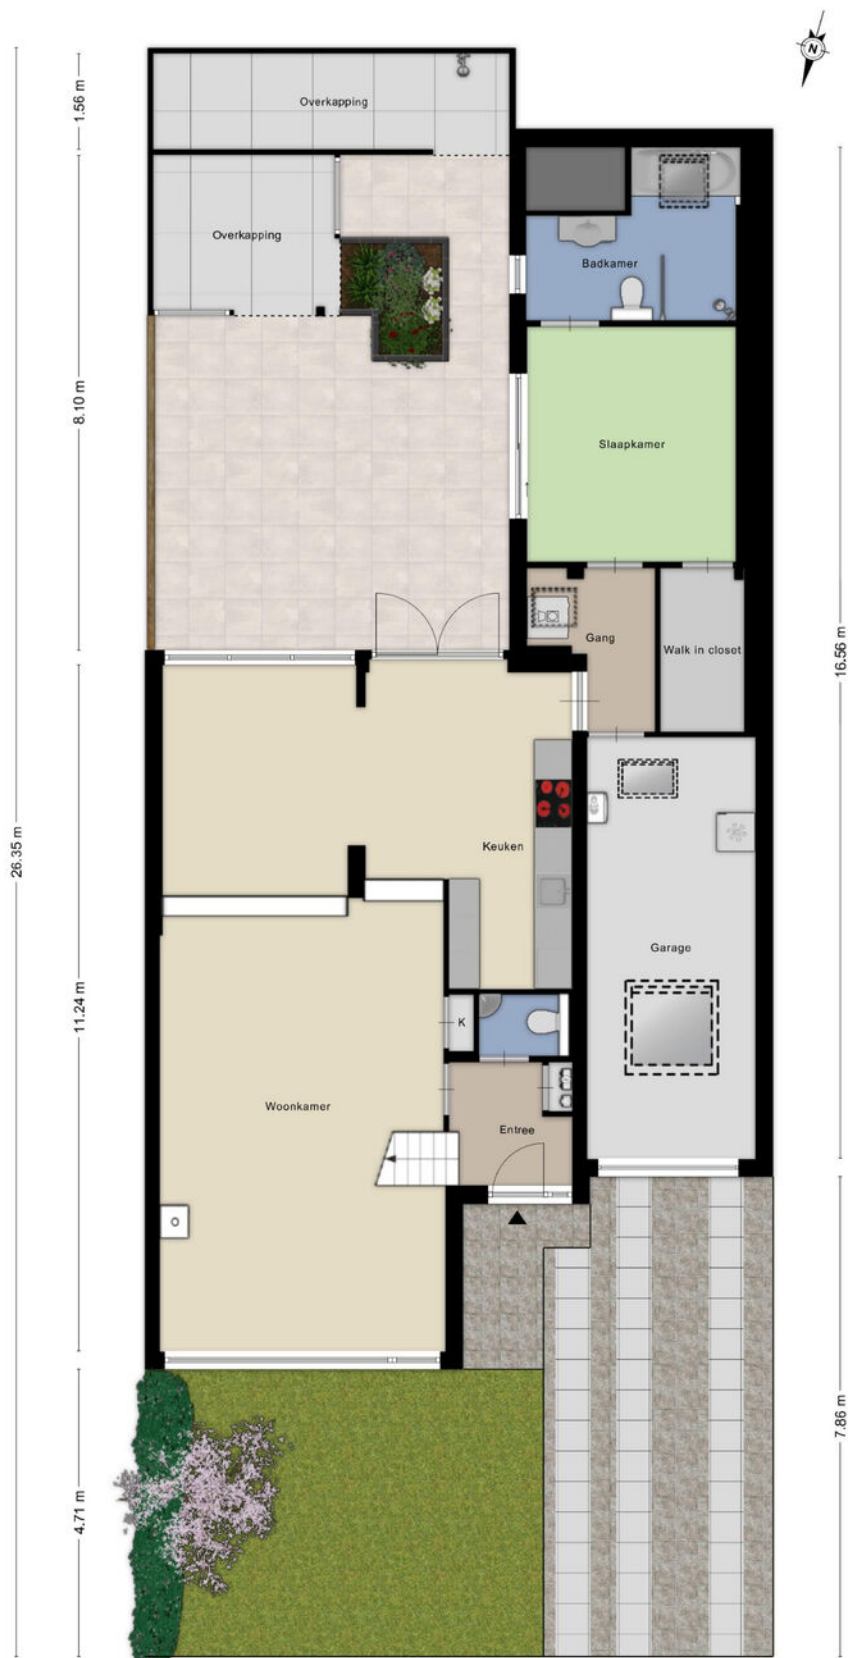 N
Overkapping
1.56 m
Overkapping
Badkamer
8.10 m
Slaapkamer
Gang
Walk in closet
16.56 m
26.35 m
Keuken
Garage
11.24 m
K
Woonkamer
Entree
7.86 m
4.71 m